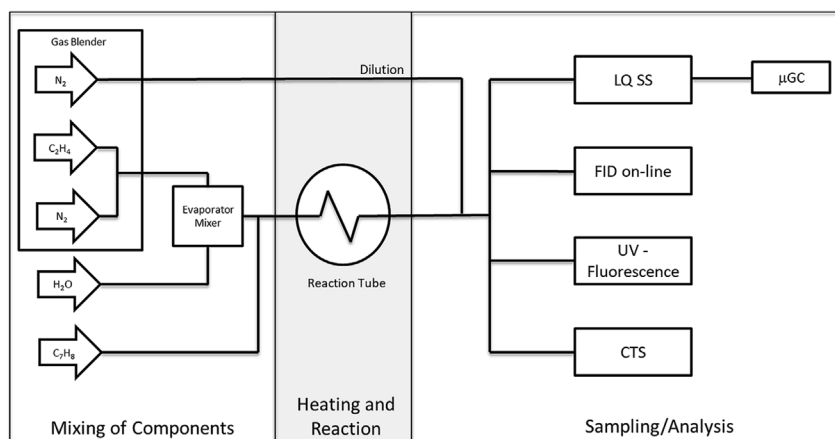 Gas Blender
N₂
Dilution
LQ SS
μGC
C₂H₄
FID on-line
N₂
Evaporator
Mixer
UV -
Fluorescence
H₂O
Reaction Tube
C₇H₈
CTS
Mixing of Components
Heating and
Reaction
Sampling/Analysis